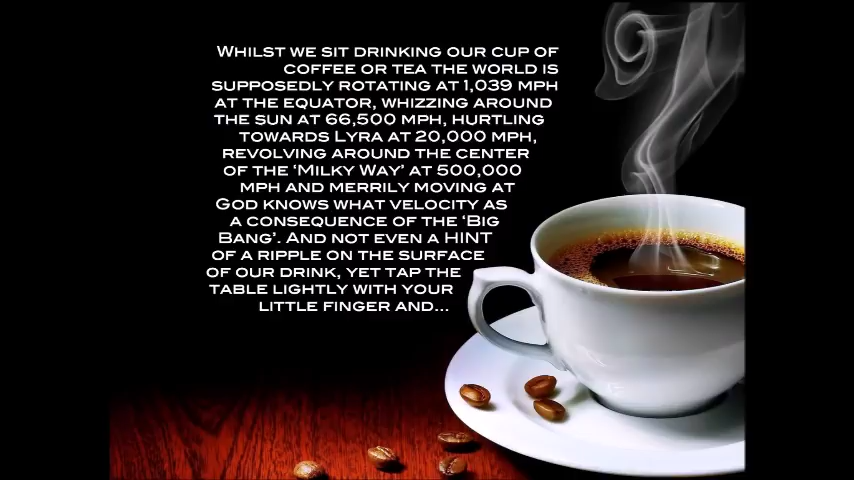 Whilst we sit drinking our cup of
coffee or tea the world is
supposedly rotating at 1,039 mph
at the equator, whizzing around
the sun at 66,500 mph, hurtling
towards Lyra at 20,000 mph,
revolving around the center
of the ‘Milky Way’ at 500,000
mph and merrily moving at
God knows what velocity as
a consequence of the ‘Big
Bang’. And not even a hint
of a ripple on the surface
of our drink, yet tap the
table lightly with your
little finger and...